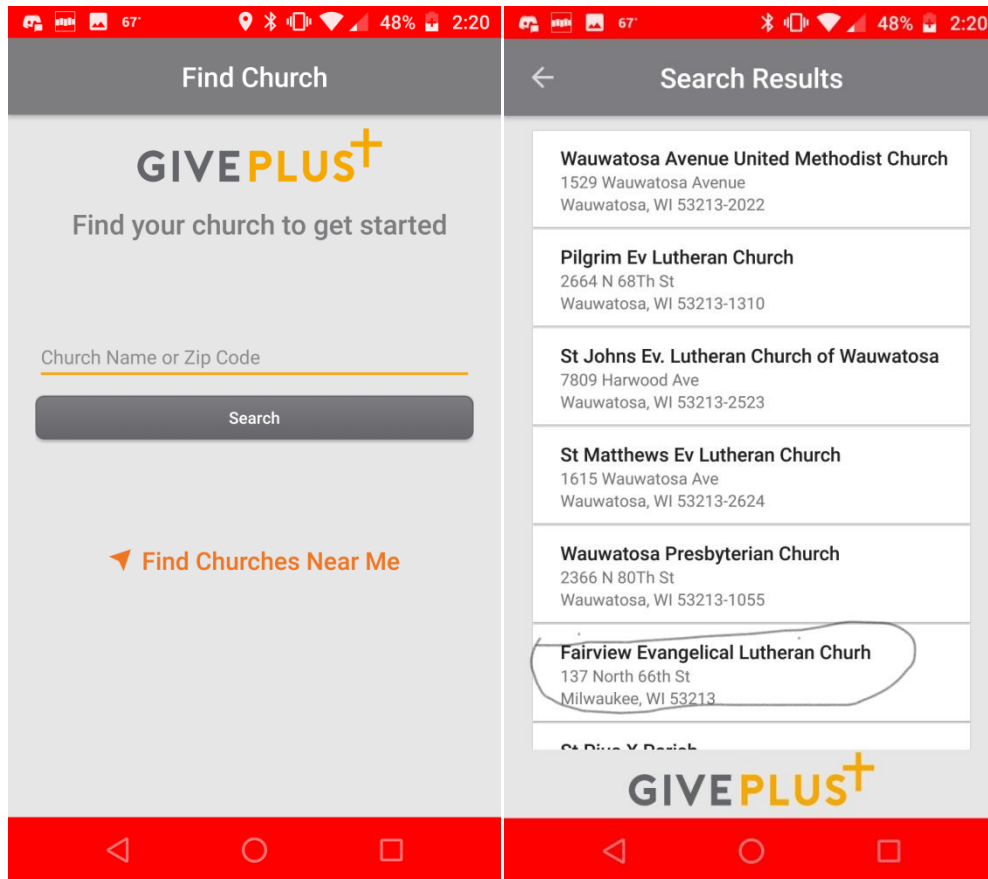 67°
48%
2:20
Find Church
GIVEPLUS+
Find your church to get started
Church Name or Zip Code
Search
Find Churches Near Me
67°
48%
2:20
Search Results
Wauwatosa Avenue United Methodist Church
1529 Wauwatosa Avenue
Wauwatosa, WI 53213-2022
Pilgrim Ev Lutheran Church
2664 N 68Th St
Wauwatosa, WI 53213-1310
St Johns Ev. Lutheran Church of Wauwatosa
7809 Harwood Ave
Wauwatosa, WI 53213-2523
St Matthews Ev Lutheran Church
1615 Wauwatosa Ave
Wauwatosa, WI 53213-2624
Wauwatosa Presbyterian Church
2366 N 80Th St
Wauwatosa, WI 53213-1055
Fairview Evangelical Lutheran Churh
137 North 66th St
Milwaukee, WI 53213
St Pius X Parish
GIVEPLUS+